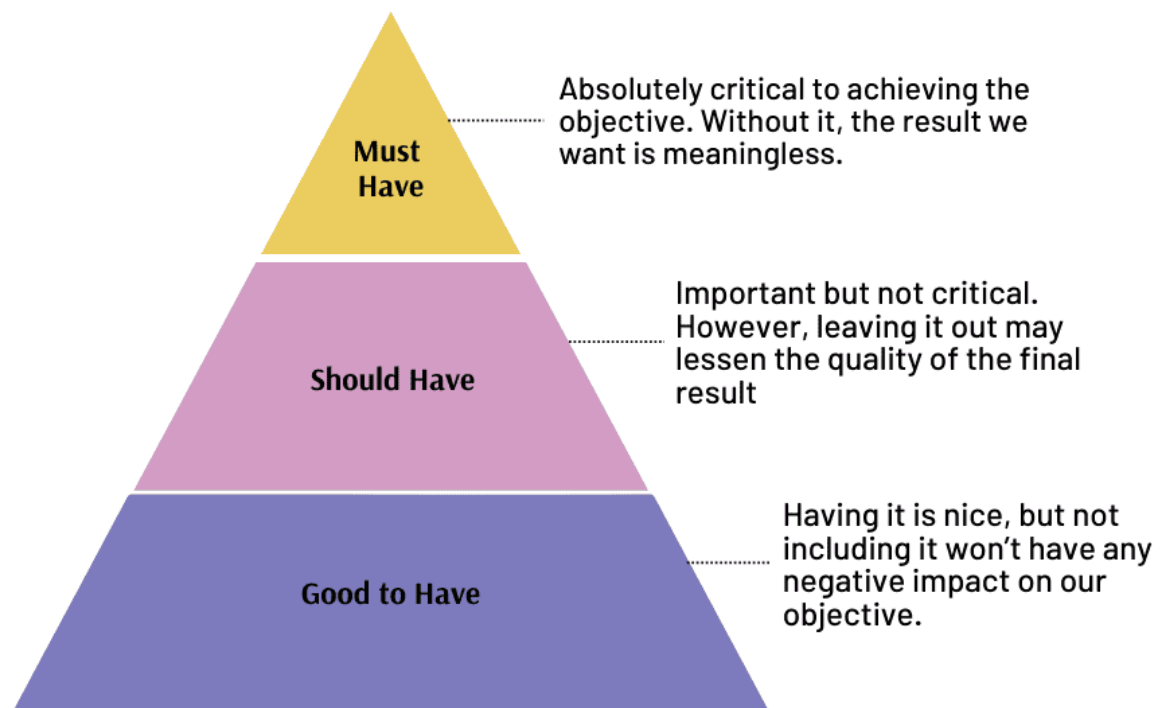 Must
Have
Absolutely critical to achieving the
objective. Without it, the result we
want is meaningless.
Should Have
Important but not critical.
However, leaving it out may
lessen the quality of the final
result
Good to Have
Having it is nice, but not
including it won’t have any
negative impact on our
objective.